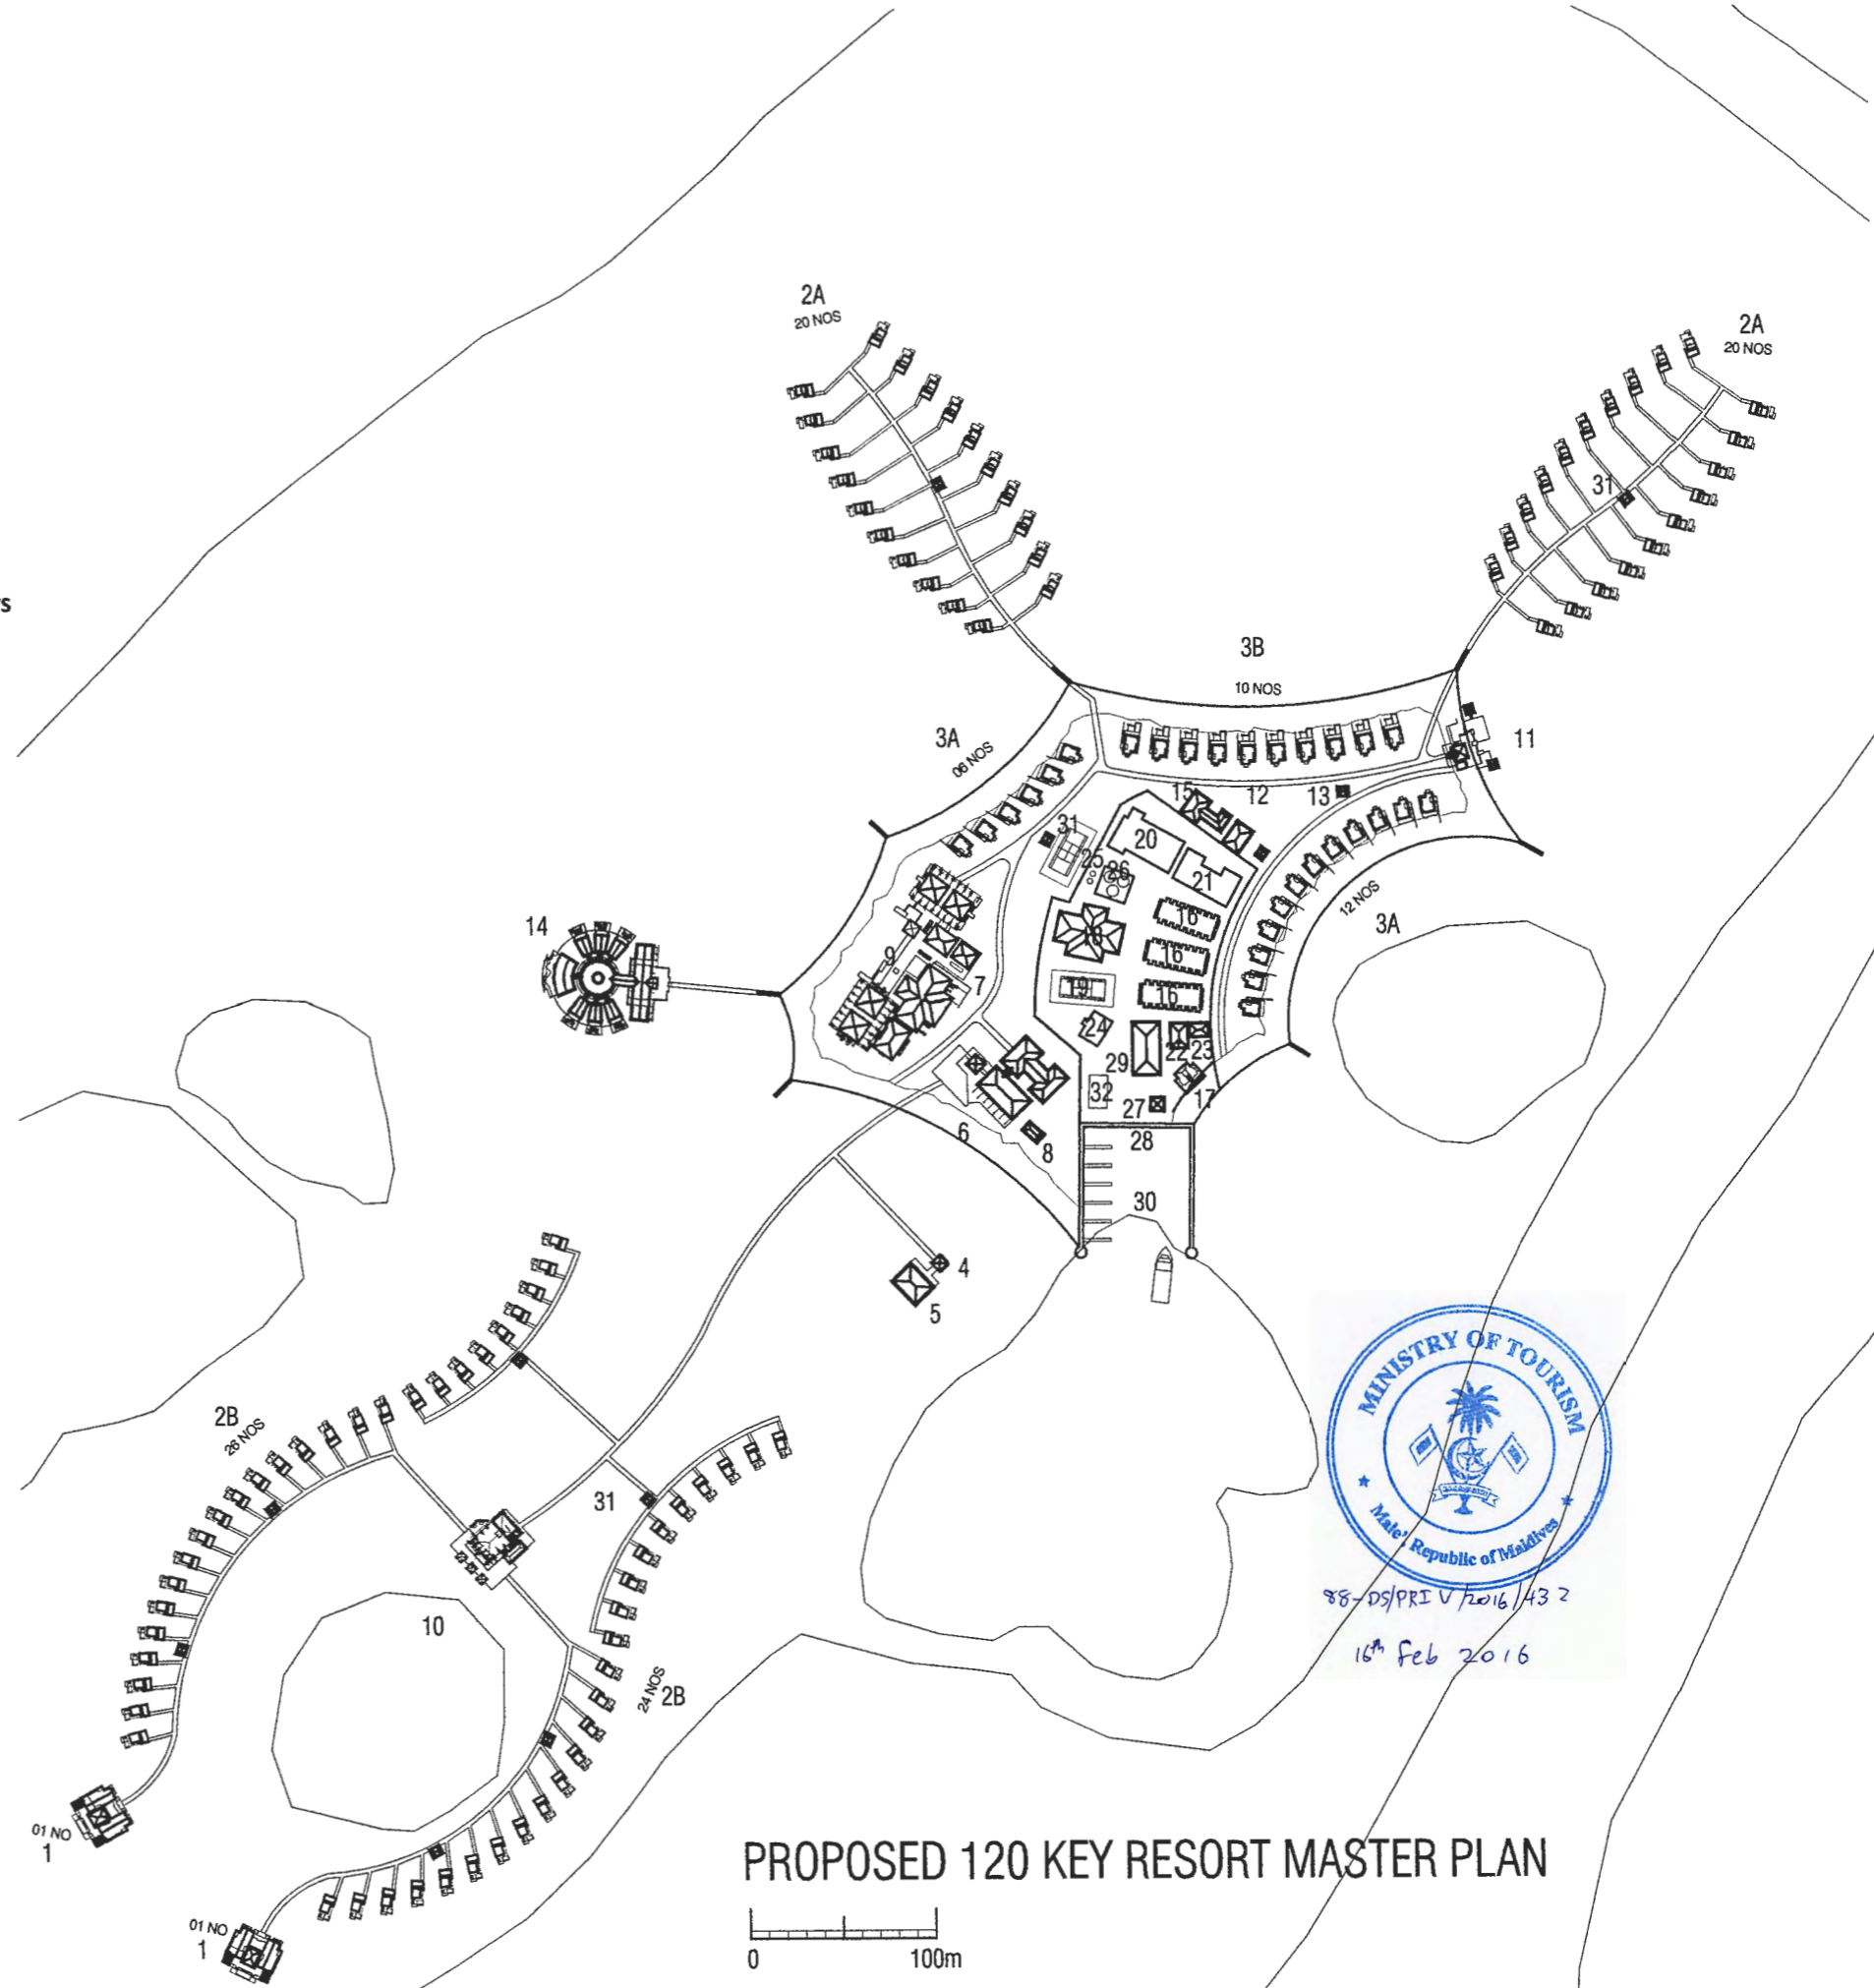 2A
20 NOS
2A
20 NOS
31
s
3B
10 NOS
3A
06 NOS
11
15
12
13
31
20
25
26
21
16
12 NOS
3A
14
9
16
7
19
16
24
29
22
23
32
27
17
6
8
28
30
4
5
2B
26 NOS
31
10
24 NOS
2B
01 NO
1
01 NO
1
MINISTRY OF TOURISM
Male' Republic of Maldives
88-DS/PRIV/2016/432
16th Feb 2016
PROPOSED 120 KEY RESORT MASTER PLAN
0 100m